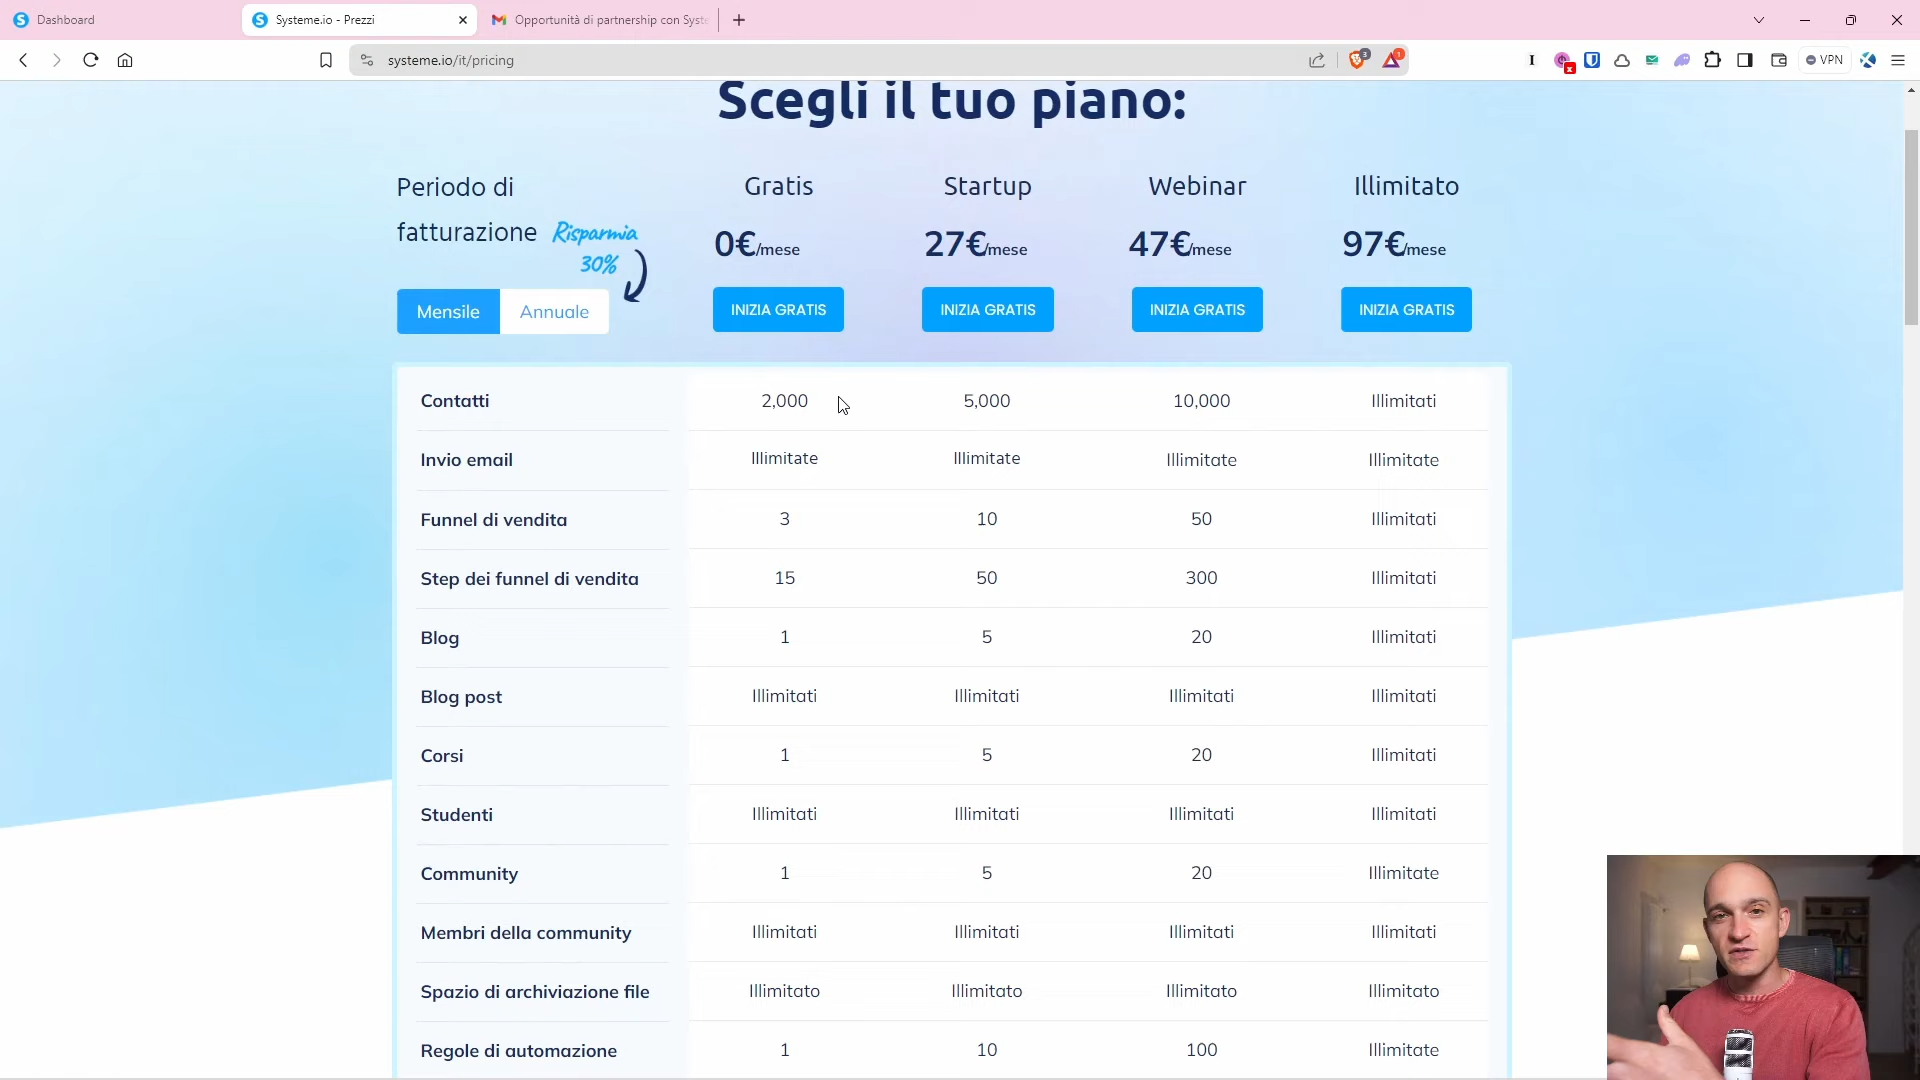 Dashboard
Systeme.io - Prezzi
Opportunità di partnership con Syste
systeme.io/it/pricing
VPN
Scegli il tuo piano:
Periodo di
fatturazione
Risparmia
30%
Mensile
Annuale
Gratis
Startup
Webinar
Illimitato
0€/mese
27€/mese
47€/mese
97€/mese
INIZIA GRATIS
INIZIA GRATIS
INIZIA GRATIS
INIZIA GRATIS
Contatti 2,000 5,000 10,000 Illimitati
Invio email Illimitate Illimitate Illimitate Illimitate
Funnel di vendita 3 10 50 Illimitati
Step dei funnel di vendita 15 50 300 Illimitati
Blog 1 5 20 Illimitati
Blog post Illimitati Illimitati Illimitati Illimitati
Corsi 1 5 20 Illimitati
Studenti Illimitati Illimitati Illimitati Illimitati
Community 1 5 20 Illimitate
Membri della community Illimitati Illimitati Illimitati Illimitati
Spazio di archiviazione file Illimitato Illimitato Illimitato Illimitato
Regole di automazione 1 10 100 Illimitate